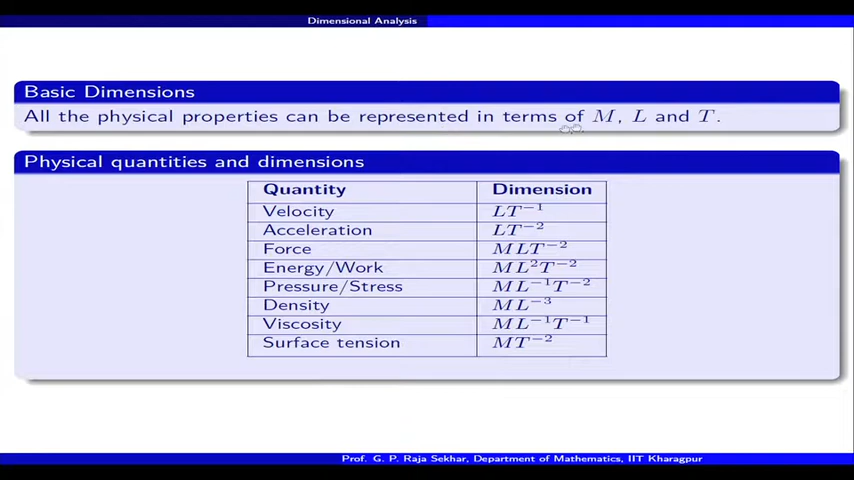 Dimensional Analysis
Basic Dimensions
All the physical properties can be represented in terms of M, L and T.
Physical quantities and dimensions
Quantity Dimension
Velocity LT⁻¹
Acceleration LT⁻²
Force MLT⁻²
Energy/Work ML²T⁻²
Pressure/Stress ML⁻¹T⁻²
Density ML⁻³
Viscosity ML⁻¹T⁻¹
Surface tension MT⁻²
Prof. G. P. Raja Sekhar, Department of Mathematics, IIT Kharagpur